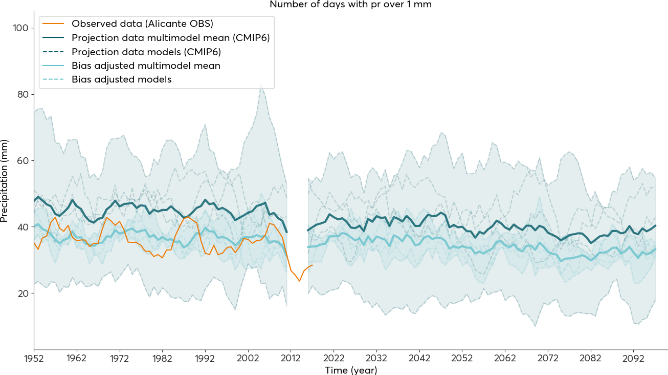 Number of days with pr over 1 mm
Observed data (Alicante OBS)
Projection data multimodel mean (CMIP6)
Projection data models (CMIP6)
Bias adjusted multimodel mean
Bias adjusted models
Precipitation (mm)
100
80
60
40
20
1952 1962 1972 1982 1992 2002 2012 2022 2032 2042 2052 2062 2072 2082 2092
Time (year)